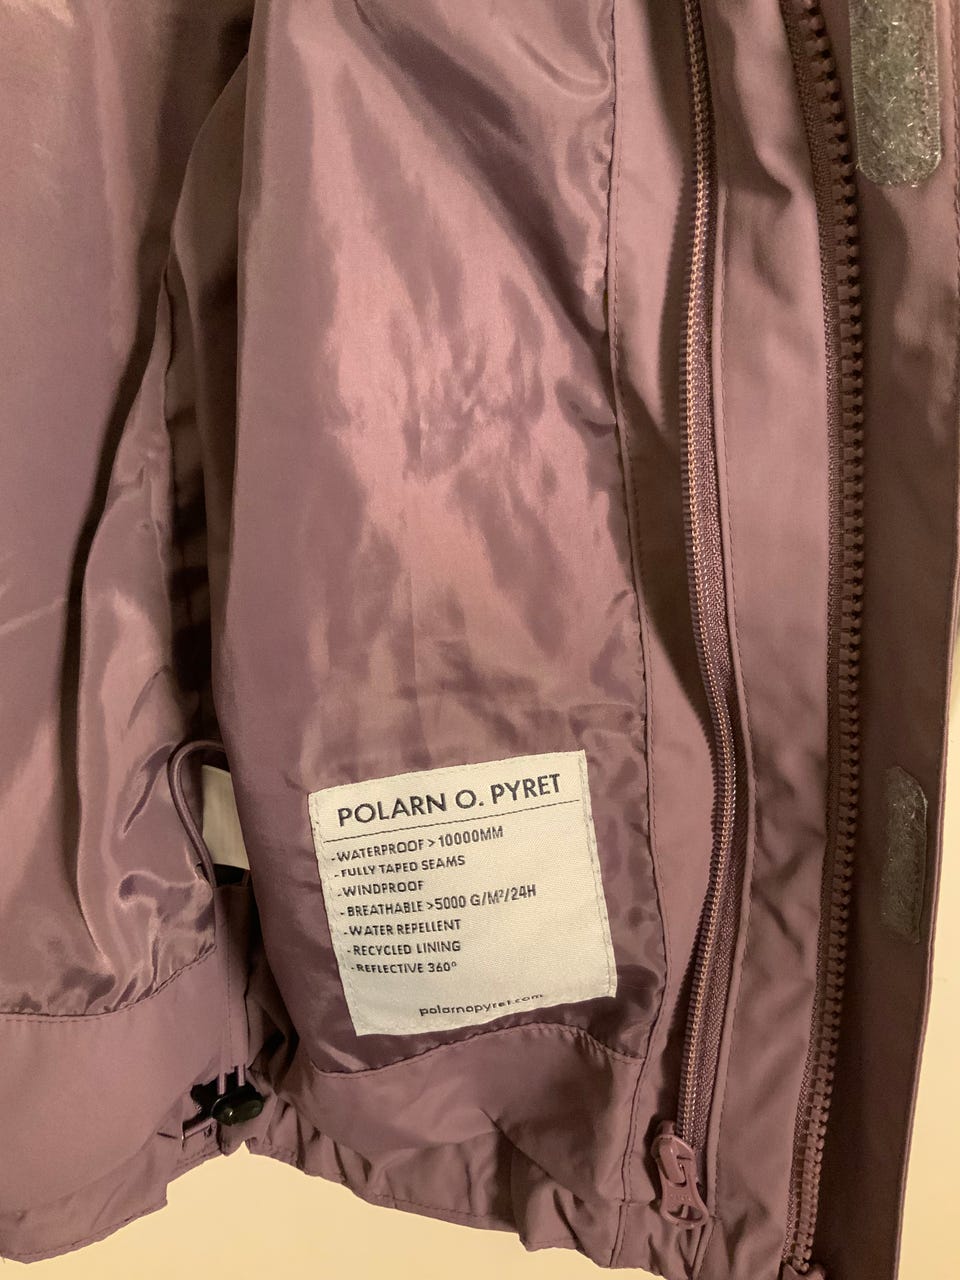 POLARN O. PYRET
-WATERPROOF >10000MM
-FULLY TAPED SEAMS
-WINDPROOF
-BREATHABLE >5000 G/M²/24H
-WATER REPELLENT
-RECYCLED LINING
-REFLECTIVE 360°
polarnopyret.com